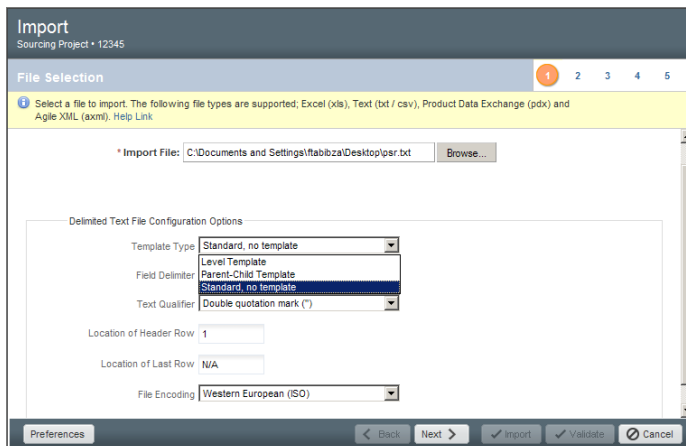 Import
Sourcing Project • 12345
File Selection
1 2 3 4 5
Select a file to import. The following file types are supported; Excel (xls), Text (txt / csv), Product Data Exchange (pdx) and
Agile XML (axml). Help Link
* Import File: C:\Documents and Settings\ftabibza\Desktop\psr.txt Browse...
Delimited Text File Configuration Options
Template Type Standard, no template
Level Template
Field Delimiter Parent-Child Template
Standard, no template
Text Qualifier Double quotation mark (")
Location of Header Row 1
Location of Last Row N/A
File Encoding Western European (ISO)
Preferences Back Next Import Validate Cancel